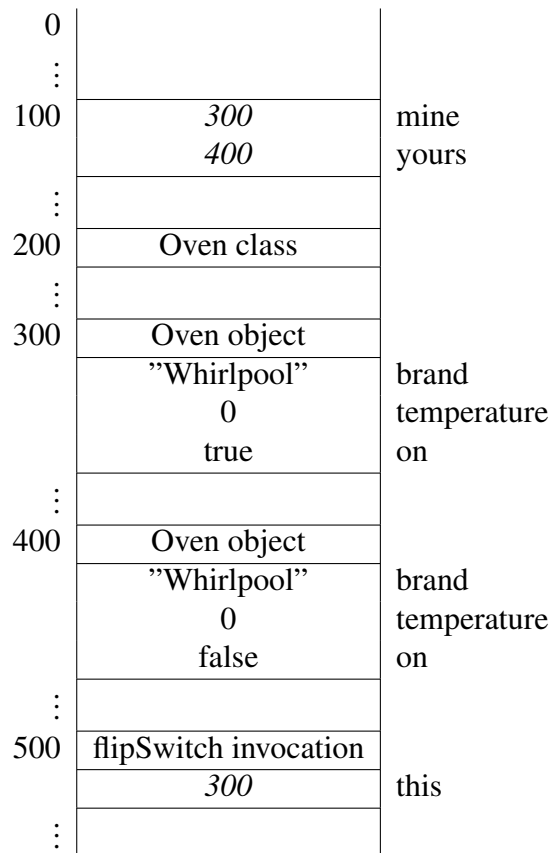 0
⋮
100 300 mine
400 yours
⋮
200 Oven class
⋮
300 Oven object
”Whirlpool” brand
0 temperature
true on
⋮
400 Oven object
”Whirlpool” brand
0 temperature
false on
⋮
500 flipSwitch invocation
300 this
⋮